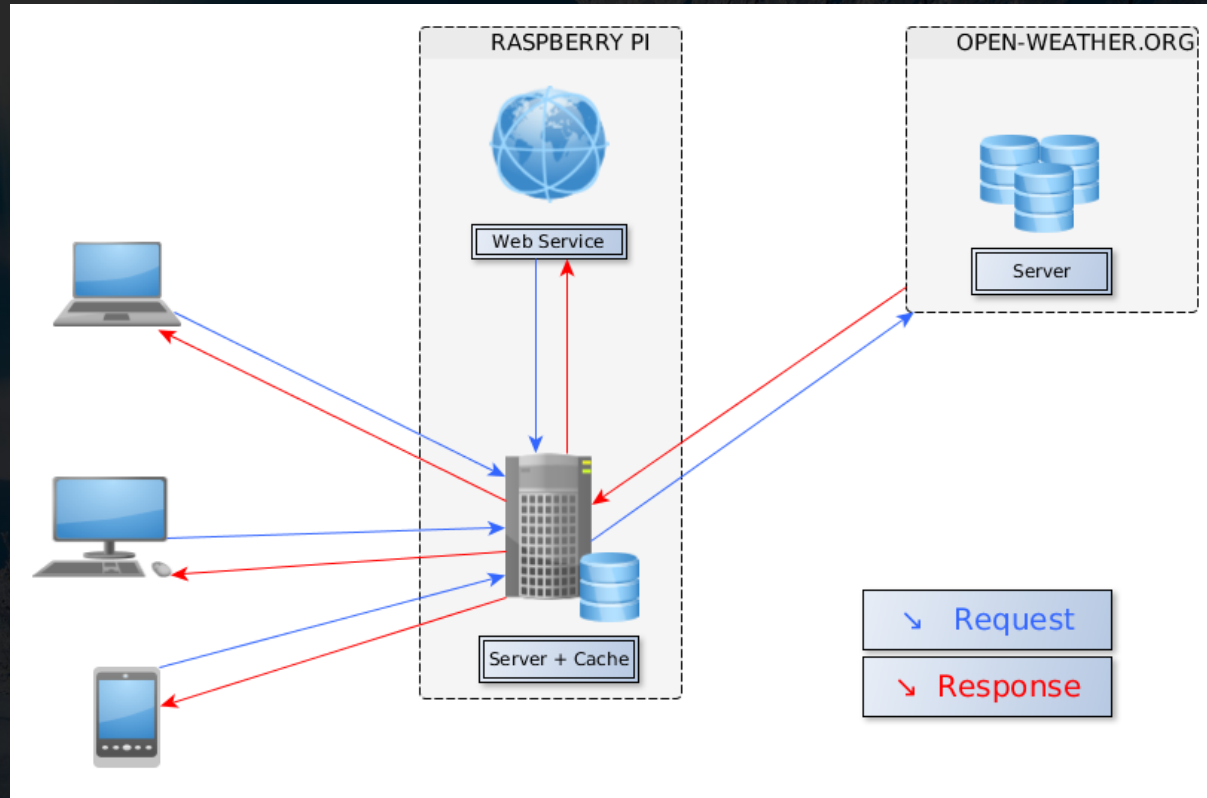 RASPBERRY PI
OPEN-WEATHER.ORG
Web Service
Server
Server + Cache
↘ Request
↘ Response